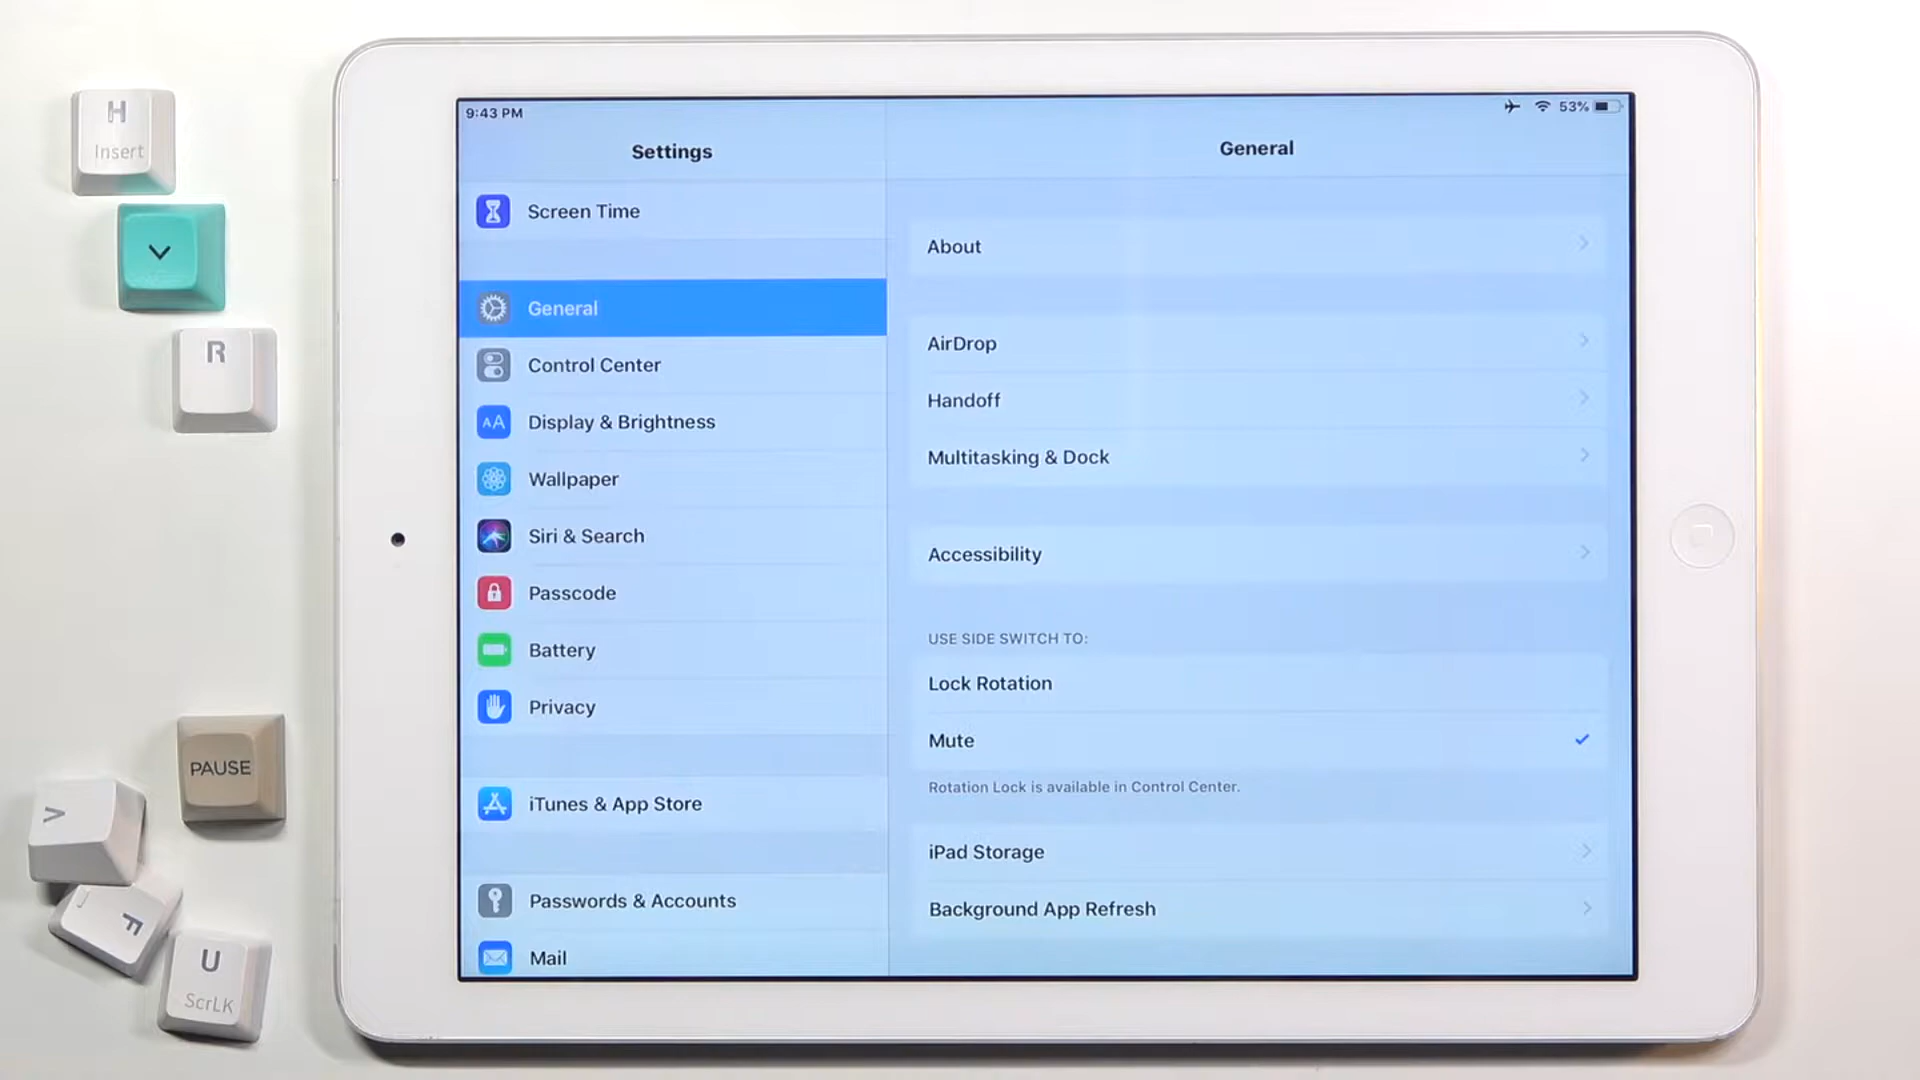 H
Insert
R
PAUSE
V
F
U
ScrLK
9:43 PM
53%
Settings
General
Screen Time
General
Control Center
Display & Brightness
Wallpaper
Siri & Search
Passcode
Battery
Privacy
iTunes & App Store
Passwords & Accounts
Mail
About
AirDrop
Handoff
Multitasking & Dock
Accessibility
USE SIDE SWITCH TO:
Lock Rotation
Mute
Rotation Lock is available in Control Center.
iPad Storage
Background App Refresh